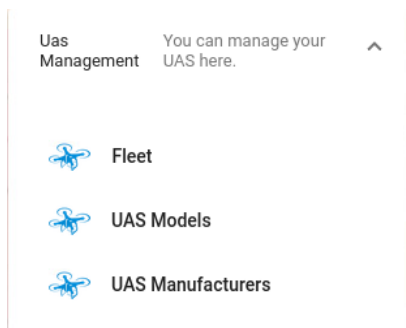 Uas
Management
You can manage your
UAS here.
Fleet
UAS Models
UAS Manufacturers